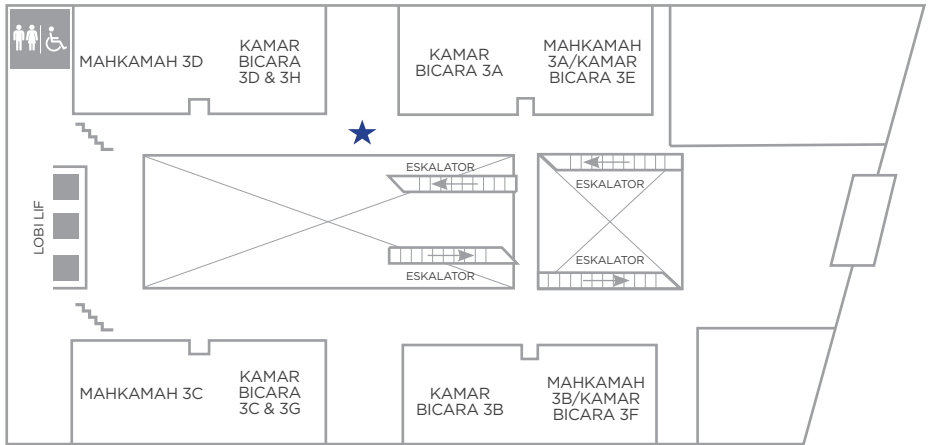 MAHKAMAH 3D
KAMAR
BICARA
3D & 3H
KAMAR
BICARA 3A
MAHKAMAH
3A/KAMAR
BICARA 3E
ESKALATOR
ESKALATOR
LOBI LIF
ESKALATOR
ESKALATOR
MAHKAMAH 3C
KAMAR
BICARA
3C & 3G
KAMAR
BICARA 3B
MAHKAMAH
3B/KAMAR
BICARA 3F